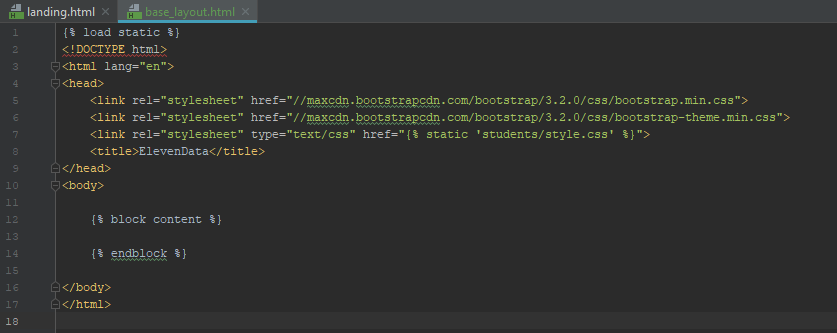 landing.html base_layout.html
1 {% load static %}
2 <!DOCTYPE html>
3 <html lang="en">
4 <head>
5 <link rel="stylesheet" href="//maxcdn.bootstrapcdn.com/bootstrap/3.2.0/css/bootstrap.min.css">
6 <link rel="stylesheet" href="//maxcdn.bootstrapcdn.com/bootstrap/3.2.0/css/bootstrap-theme.min.css">
7 <link rel="stylesheet" type="text/css" href="{% static 'students/style.css' %}">
8 <title>ElevenData</title>
9 </head>
10 <body>
11
12 {% block content %}
13
14 {% endblock %}
15
16 </body>
17 </html>
18